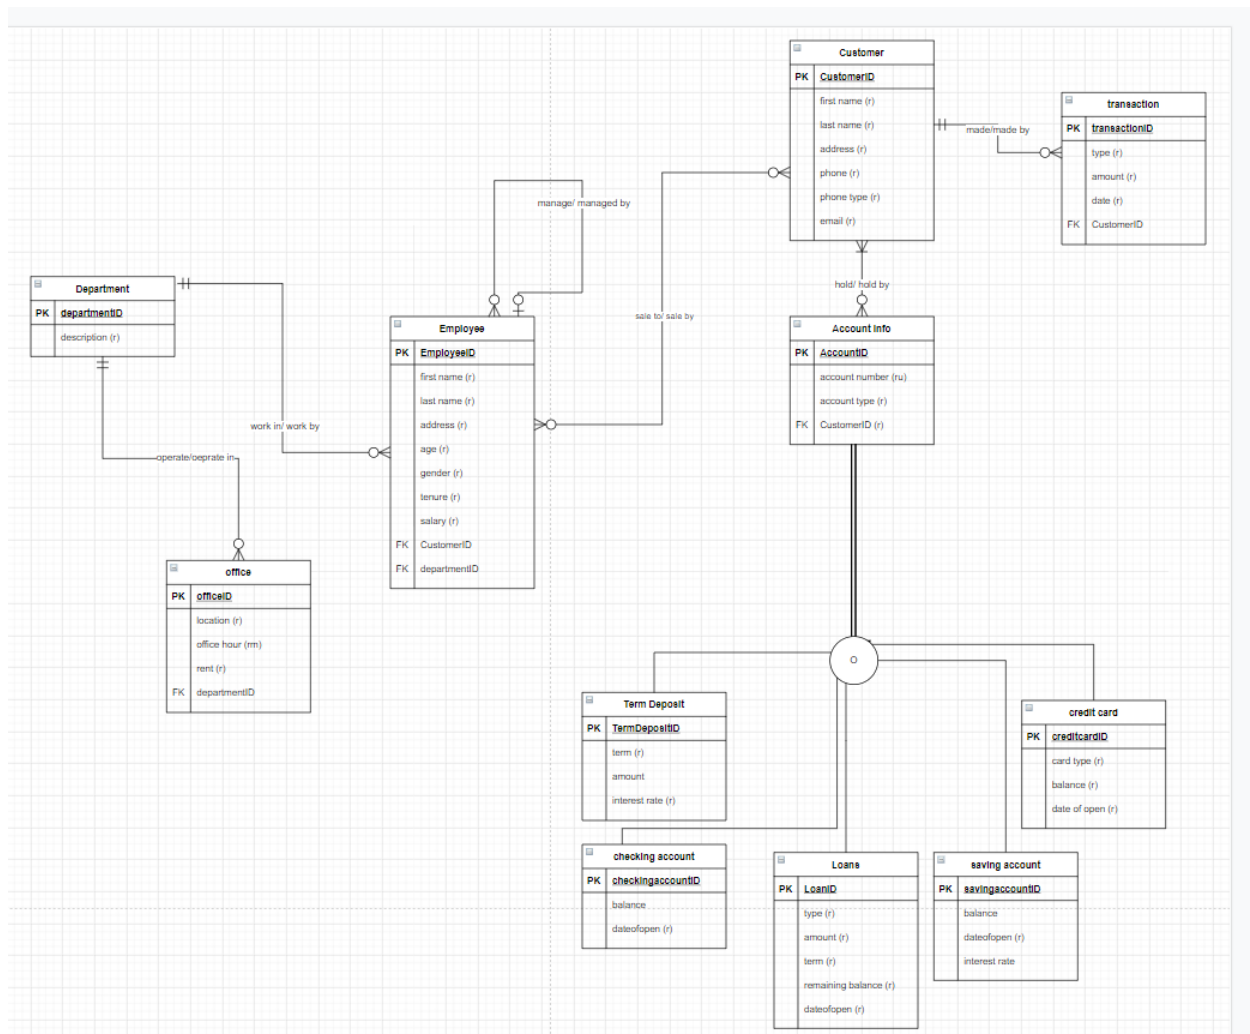 Customer
PK CustomerID
first name (r)
last name (r)
address (r)
phone (r)
phone type (r)
email (r)
transaction
PK transactionID
type (r)
amount (r)
date (r)
FK CustomerID
made/made by
manage/ managed by
hold/ hold by
sale to/ sale by
Department
PK departmentID
description (r)
work in/ work by
operate/oeprate in
Employee
PK EmployeeID
first name (r)
last name (r)
address (r)
age (r)
gender (r)
tenure (r)
salary (r)
FK CustomerID
FK departmentID
Account Info
PK AccountID
account number (ru)
account type (r)
FK CustomerID (r)
office
PK officeID
location (r)
office hour (rm)
rent (r)
FK departmentID
O
Term Deposit
PK TermDepositID
term (r)
amount
interest rate (r)
credit card
PK creditcardID
card type (r)
balance (r)
date of open (r)
checking account
PK checkingaccountID
balance
dateofopen (r)
Loans
PK LoanID
type (r)
amount (r)
term (r)
remaining balance (r)
dateofopen (r)
saving account
PK savingaccountID
balance
dateofopen (r)
interest rate